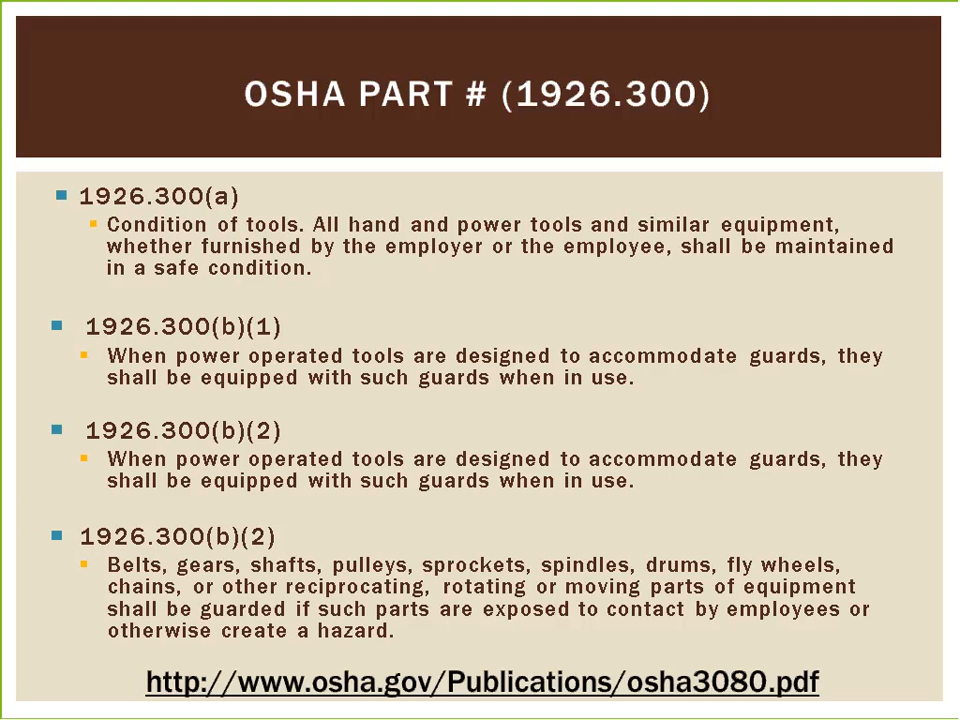 OSHA PART # (1926.300)
1926.300(a)
Condition of tools. All hand and power tools and similar equipment,
whether furnished by the employer or the employee, shall be maintained
in a safe condition.
1926.300(b)(1)
When power operated tools are designed to accommodate guards, they
shall be equipped with such guards when in use.
1926.300(b)(2)
When power operated tools are designed to accommodate guards, they
shall be equipped with such guards when in use.
1926.300(b)(2)
Belts, gears, shafts, pulleys, sprockets, spindles, drums, fly wheels,
chains, or other reciprocating, rotating or moving parts of equipment
shall be guarded if such parts are exposed to contact by employees or
otherwise create a hazard.
http://www.osha.gov/Publications/osha3080.pdf